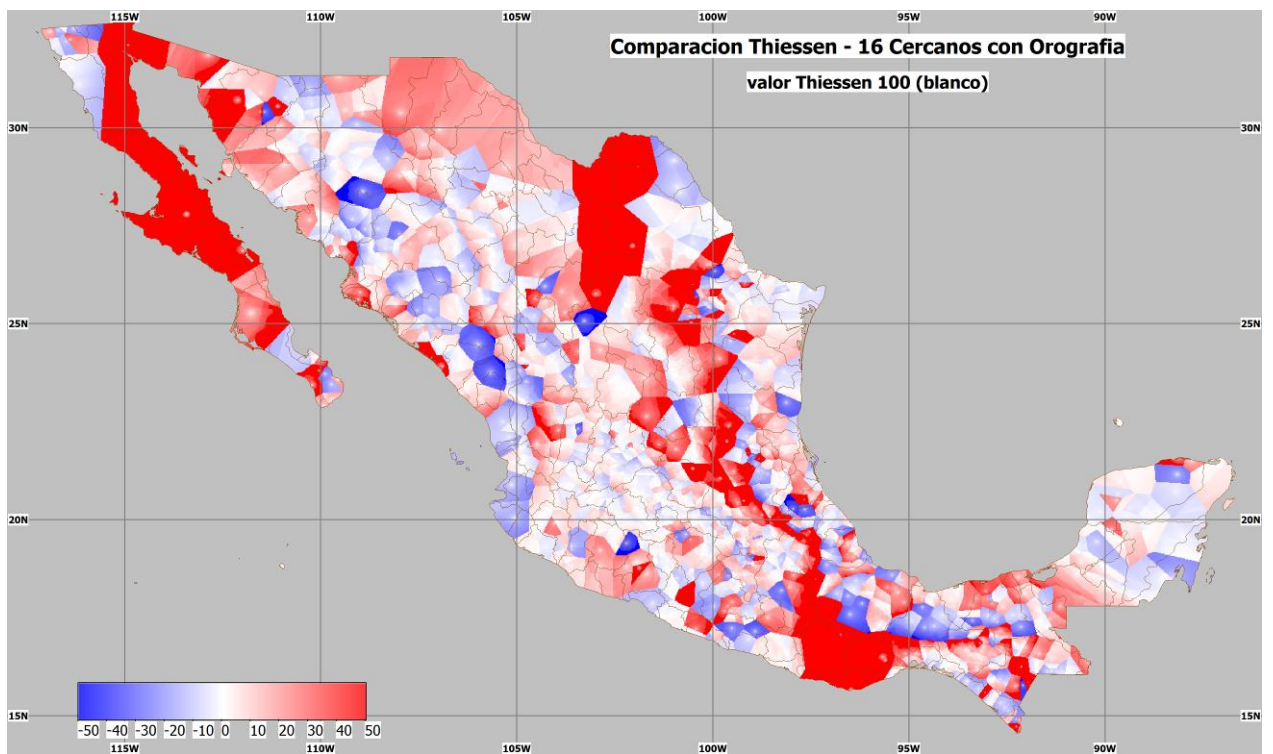 115W 110W 105W 100W 95W 90W
Comparacion Thiessen - 16 Cercanos con Orografia
valor Thiessen 100 (blanco)
30N 30N
25N 25N
20N 20N
15N 15N
-50 -40 -30 -20 -10 0 10 20 30 40 50
115W 110W 105W 100W 95W 90W